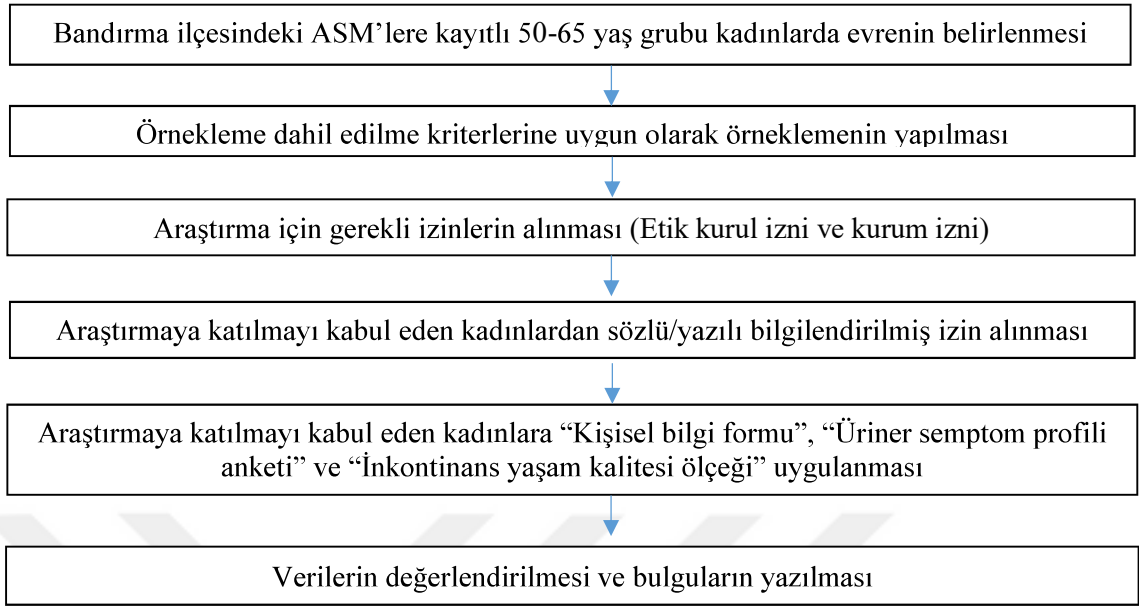 Bandırma ilçesindeki ASM’lere kayıtlı 50-65 yaş grubu kadınlarda evrenin belirlenmesi
Örnekleme dahil edilme kriterlerine uygun olarak örneklemenin yapılması
Araştırma için gerekli izinlerin alınması (Etik kurul izni ve kurum izni)
Araştırmaya katılmayı kabul eden kadınlardan sözlü/yazılı bilgilendirilmiş izin alınması
Araştırmaya katılmayı kabul eden kadınlara “Kişisel bilgi formu”, “Üriner semptom profili
anketi” ve “İnkontinans yaşam kalitesi ölçeği” uygulanması
Verilerin değerlendirilmesi ve bulguların yazılması